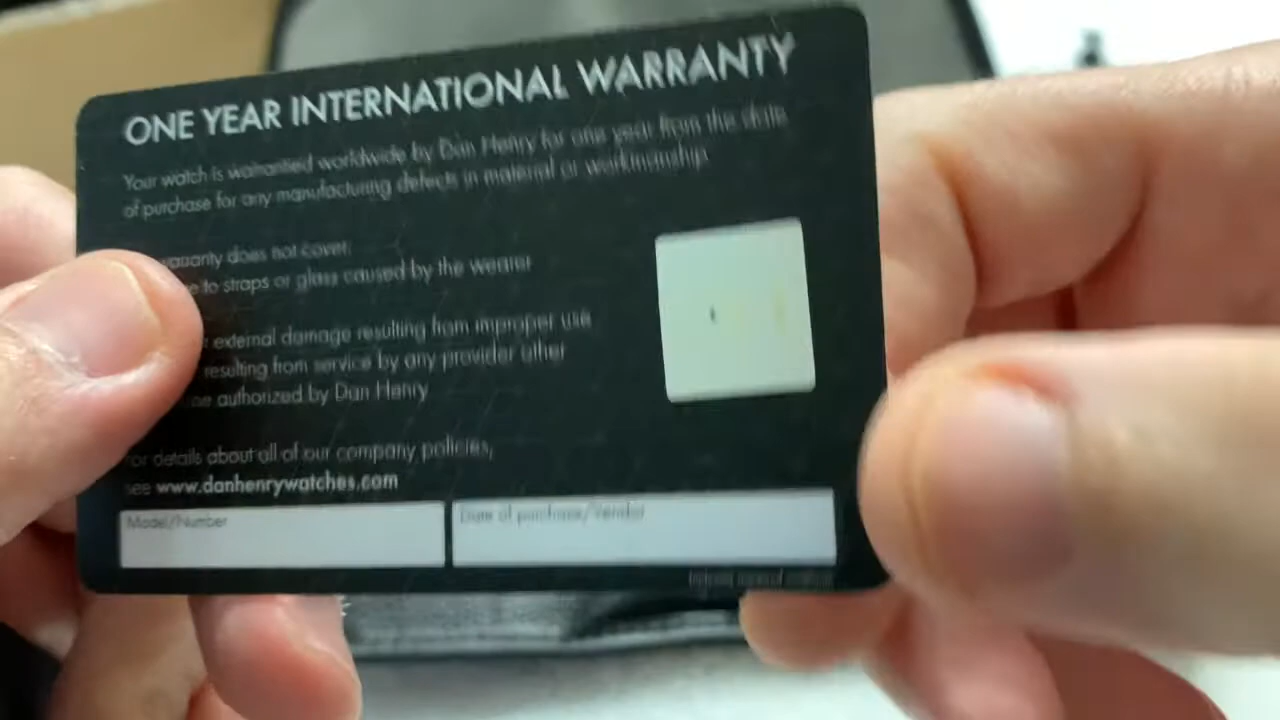 ONE YEAR INTERNATIONAL WARRANTY
Your watch is warrantied worldwide by Dan Henry for one year from the date
of purchase for any manufacturing defects in material or workmanship.
does not cover:
to straps or glass caused by the wearer
external damage resulting from improper use
resulting from service by any provider other
authorized by Dan Henry
details about all of our company policies,
see www.danhenrywatches.com
Model/Number
Date of purchase/Vendor